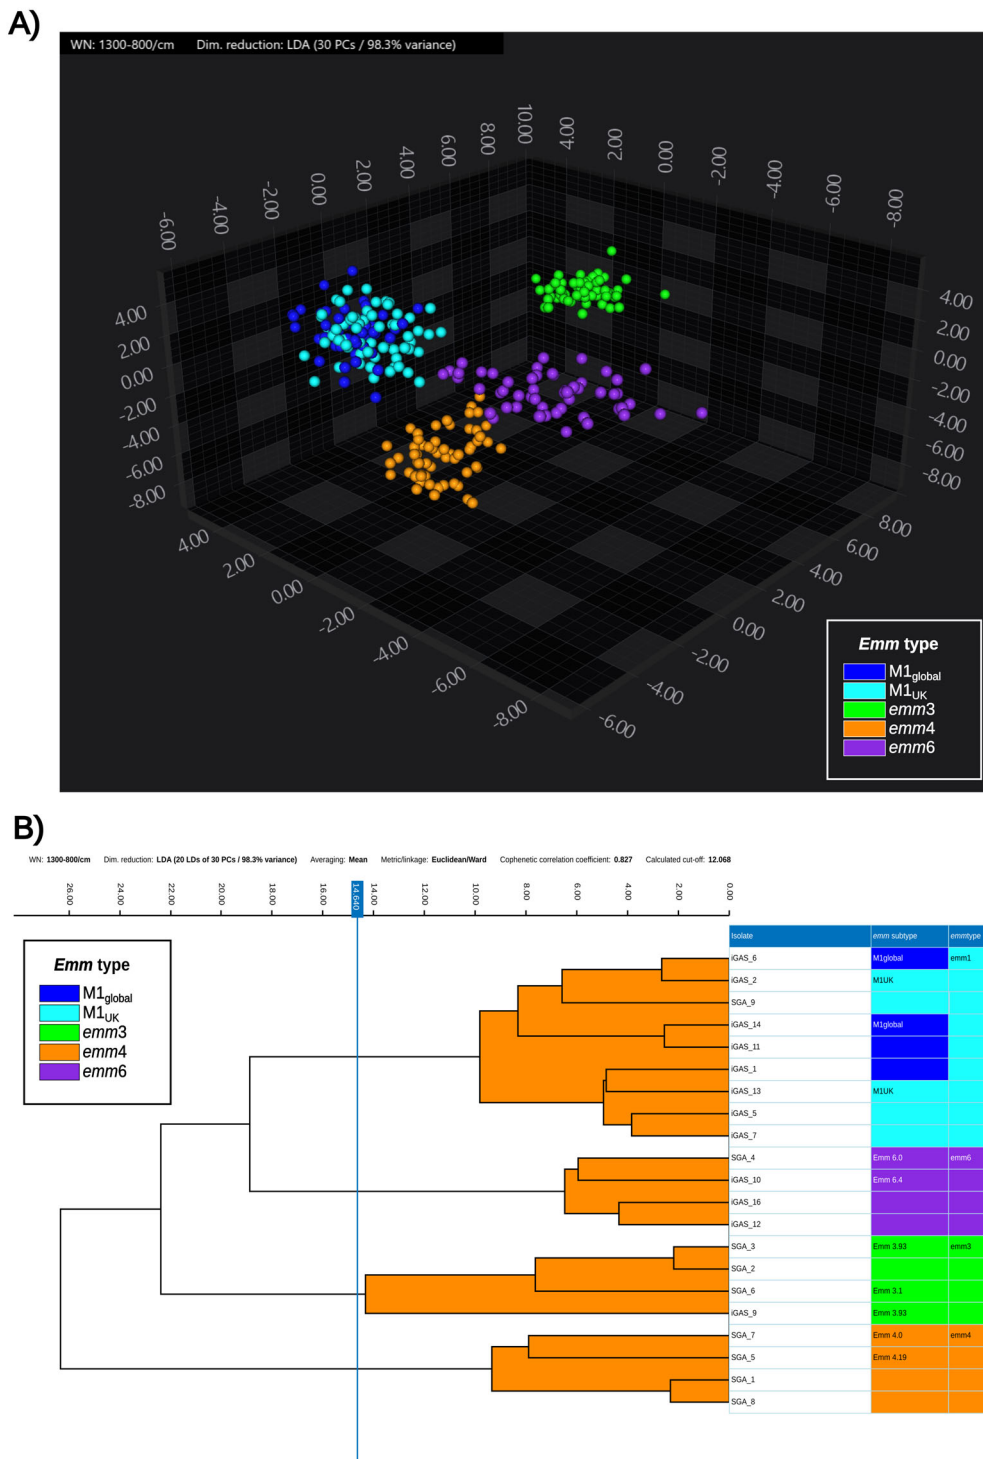 A)
WN: 1300-800/cm Dim. reduction: LDA (30 PCs / 98.3% variance)
-6.00 -4.00 -2.00 0.00 2.00 4.00 6.00 8.00 10.00
4.00 2.00 0.00 -2.00 -4.00 -6.00 -8.00
4.00 2.00 0.00 -2.00 -4.00 -6.00 -8.00
4.00 2.00 0.00 -2.00 -4.00 -6.00 -8.00
4.00 2.00 0.00 -2.00 -4.00 -6.00 -8.00
8.00 6.00 4.00 2.00 0.00 -2.00 -4.00 -6.00
Emm type
M1global
M1UK
emm3
emm4
emm6
B)
WN: 1300-800/cm Dim. reduction: LDA (20 LDs of 30 PCs / 98.3% variance) Averaging: Mean Metric/linkage: Euclidean/Ward Cophenetic correlation coefficient: 0.827 Calculated cut-off: 12.068
26.00 24.00 22.00 20.00 18.00 16.00 14.640 14.00 12.00 10.00 8.00 6.00 4.00 2.00 0.00
Emm type
M1global
M1UK
emm3
emm4
emm6
Isolate emm subtype emmtype
iGAS_6 M1global emm1
iGAS_2 M1UK
SGA_9
iGAS_14 M1global
iGAS_11
iGAS_1
iGAS_13 M1UK
iGAS_5
iGAS_7
SGA_4 Emm 6.0 emm6
iGAS_10 Emm 6.4
iGAS_16
iGAS_12
SGA_3 Emm 3.93 emm3
SGA_2
SGA_6 Emm 3.1
iGAS_9 Emm 3.93
SGA_7 Emm 4.0 emm4
SGA_5 Emm 4.19
SGA_1
SGA_8